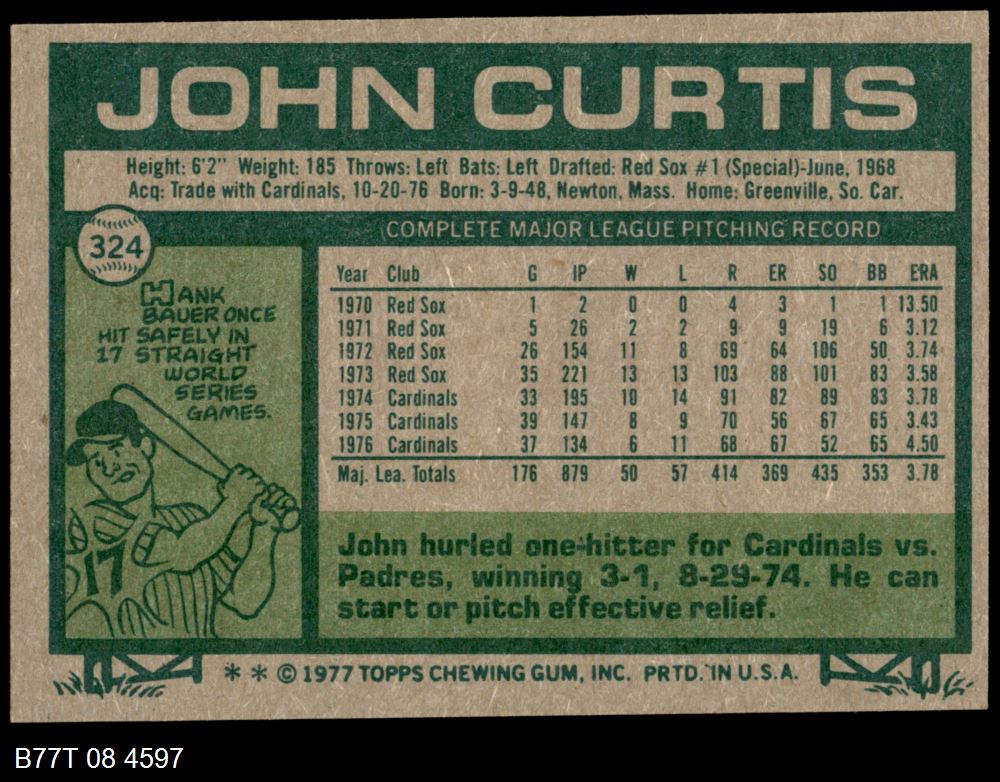 JOHN CURTIS
Height: 6'2" Weight: 185 Throws: Left Bats: Left Drafted: Red Sox #1 (Special)-June, 1968
Acq: Trade with Cardinals, 10-20-76 Born: 3-9-48, Newton, Mass. Home: Greenville, So. Car.
324
HANK
BAUER ONCE
HIT SAFELY IN
17 STRAIGHT
WORLD
SERIES
GAMES.
17
COMPLETE MAJOR LEAGUE PITCHING RECORD
Year Club G IP W L R ER SO BB ERA
1970 Red Sox 1 2 0 0 4 3 1 1 13.50
1971 Red Sox 5 26 2 2 9 9 19 6 3.12
1972 Red Sox 26 154 11 8 69 64 106 50 3.74
1973 Red Sox 35 221 13 13 103 88 101 83 3.58
1974 Cardinals 33 195 10 14 91 82 89 83 3.78
1975 Cardinals 39 147 8 9 70 56 67 65 3.43
1976 Cardinals 37 134 6 11 68 67 52 65 4.50
Maj. Lea. Totals 176 879 50 57 414 369 435 353 3.78
John hurled one-hitter for Cardinals vs.
Padres, winning 3-1, 8-29-74. He can
start or pitch effective relief.
* * © 1977 TOPPS CHEWING GUM, INC. PRTD. IN U.S.A.
B77T 08 4597